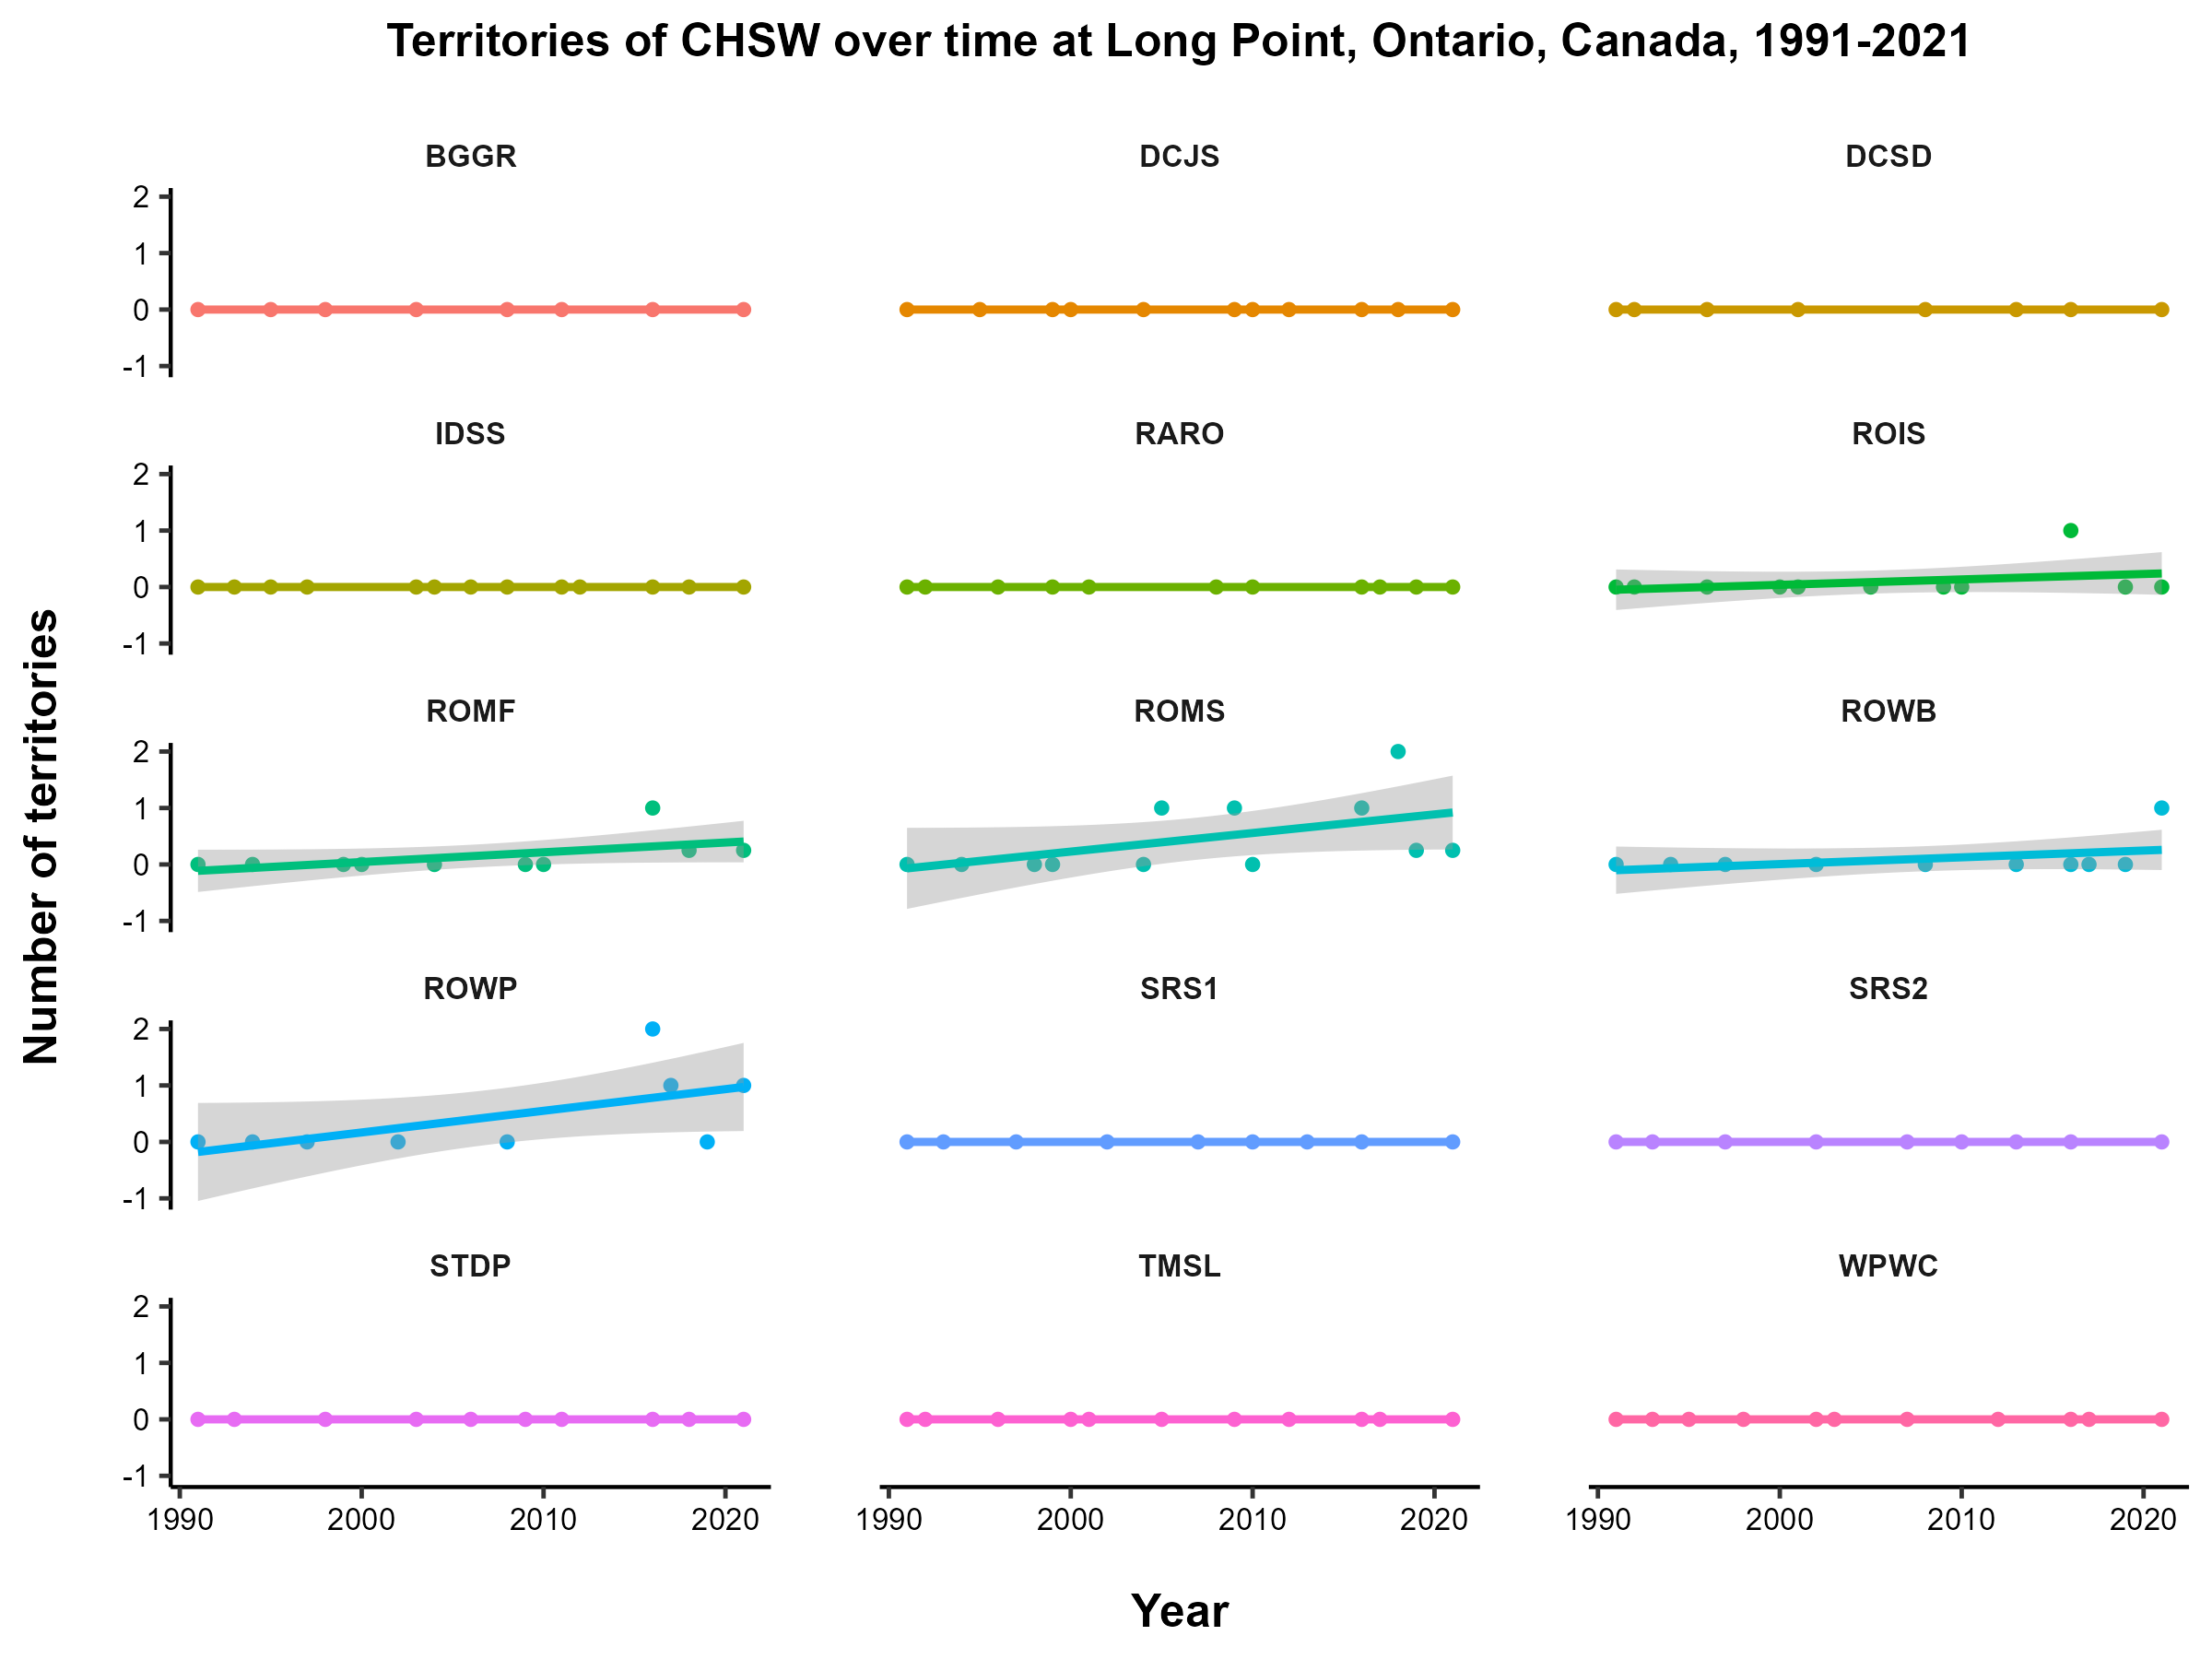 Territories of CHSW over time at Long Point, Ontario, Canada, 1991-2021
BGGR DCJS DCSD
2
1
0
-1
IDSS RARO ROIS
2
1
0
-1
ROMF ROMS ROWB
2
1
0
-1
ROWP SRS1 SRS2
2
1
0
-1
STDP TMSL WPWC
2
1
0
-1
1990 2000 2010 2020 1990 2000 2010 2020 1990 2000 2010 2020
Year
Number of territories